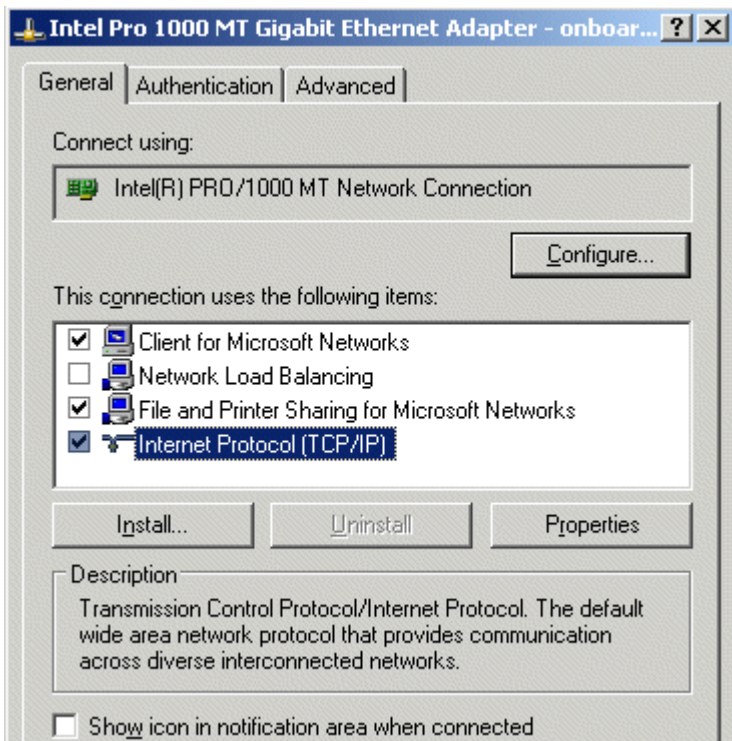 Intel Pro 1000 MT Gigabit Ethernet Adapter - onboar...
General Authentication Advanced
Connect using:
Intel(R) PRO/1000 MT Network Connection
Configure...
This connection uses the following items:
Client for Microsoft Networks
Network Load Balancing
File and Printer Sharing for Microsoft Networks
Internet Protocol (TCP/IP)
Install... Uninstall Properties
Description
Transmission Control Protocol/Internet Protocol. The default
wide area network protocol that provides communication
across diverse interconnected networks.
Show icon in notification area when connected